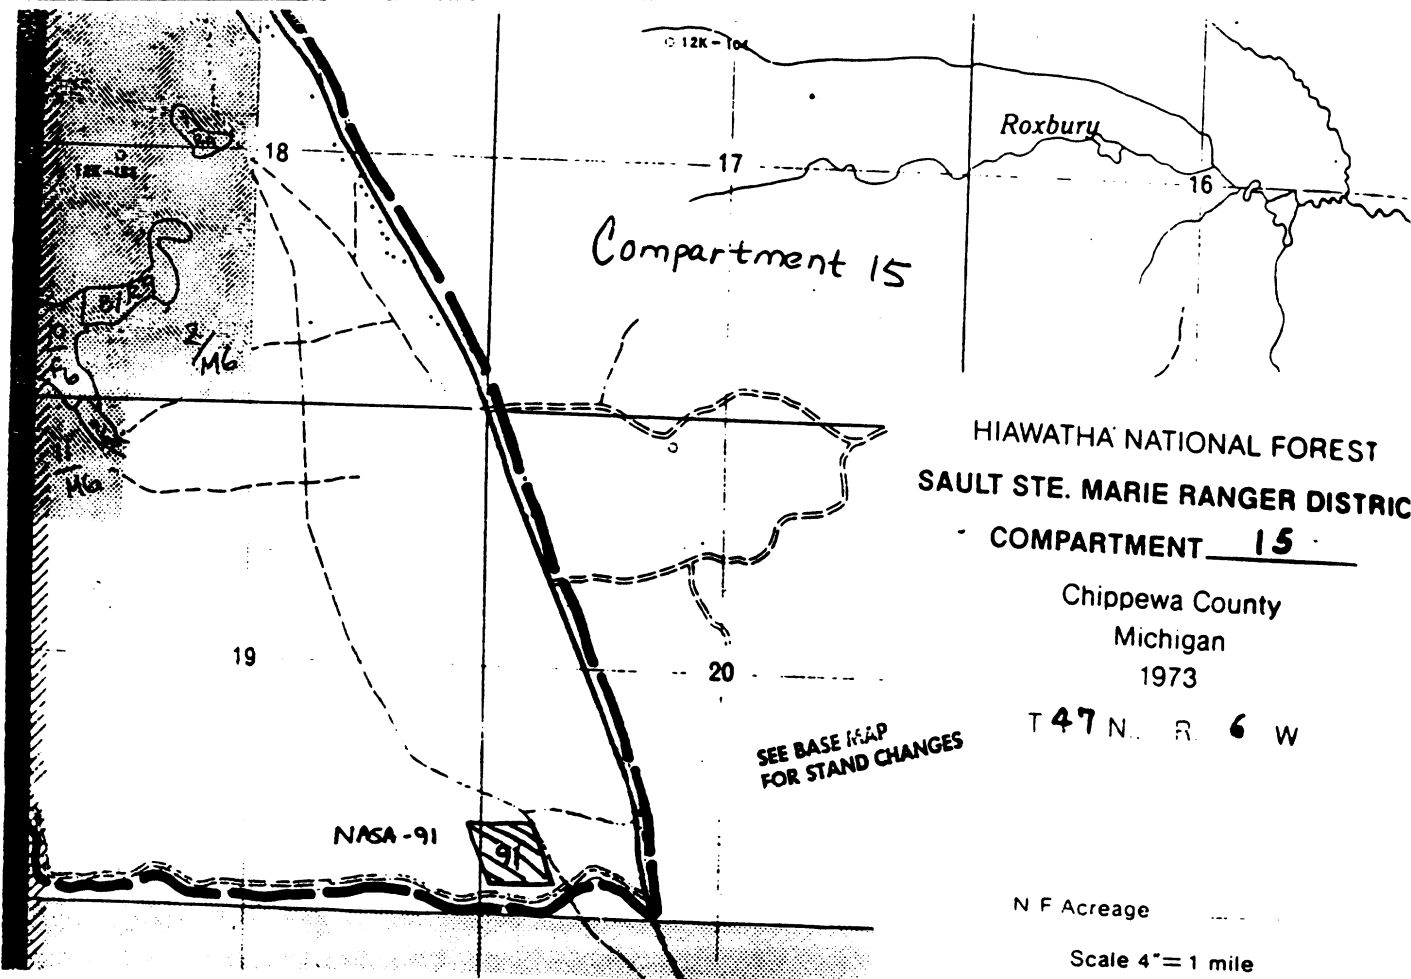 12K-104
Roxbury
18
17
16
Compartment 15
81
2/M6
M6
HIAWATHA NATIONAL FOREST
SAULT STE. MARIE RANGER DISTRIC
COMPARTMENT 15
Chippewa County
Michigan
1973
T 47 N. R. 6 W
19
20
SEE BASE MAP
FOR STAND CHANGES
NASA-91
91
N F Acreage
Scale 4"= 1 mile